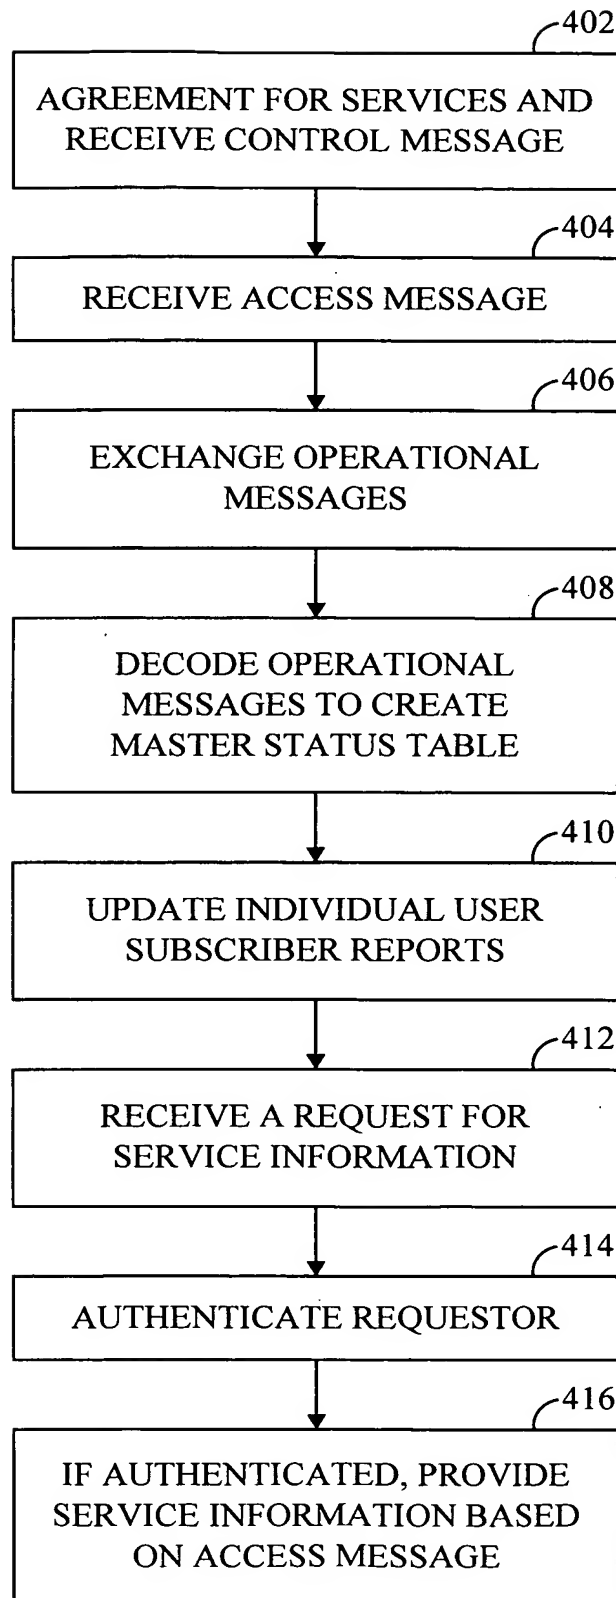 402
AGREEMENT FOR SERVICES AND
RECEIVE CONTROL MESSAGE
404
RECEIVE ACCESS MESSAGE
406
EXCHANGE OPERATIONAL
MESSAGES
408
DECODE OPERATIONAL
MESSAGES TO CREATE
MASTER STATUS TABLE
410
UPDATE INDIVIDUAL USER
SUBSCRIBER REPORTS
412
RECEIVE A REQUEST FOR
SERVICE INFORMATION
414
AUTHENTICATE REQUESTOR
416
IF AUTHENTICATED, PROVIDE
SERVICE INFORMATION BASED
ON ACCESS MESSAGE